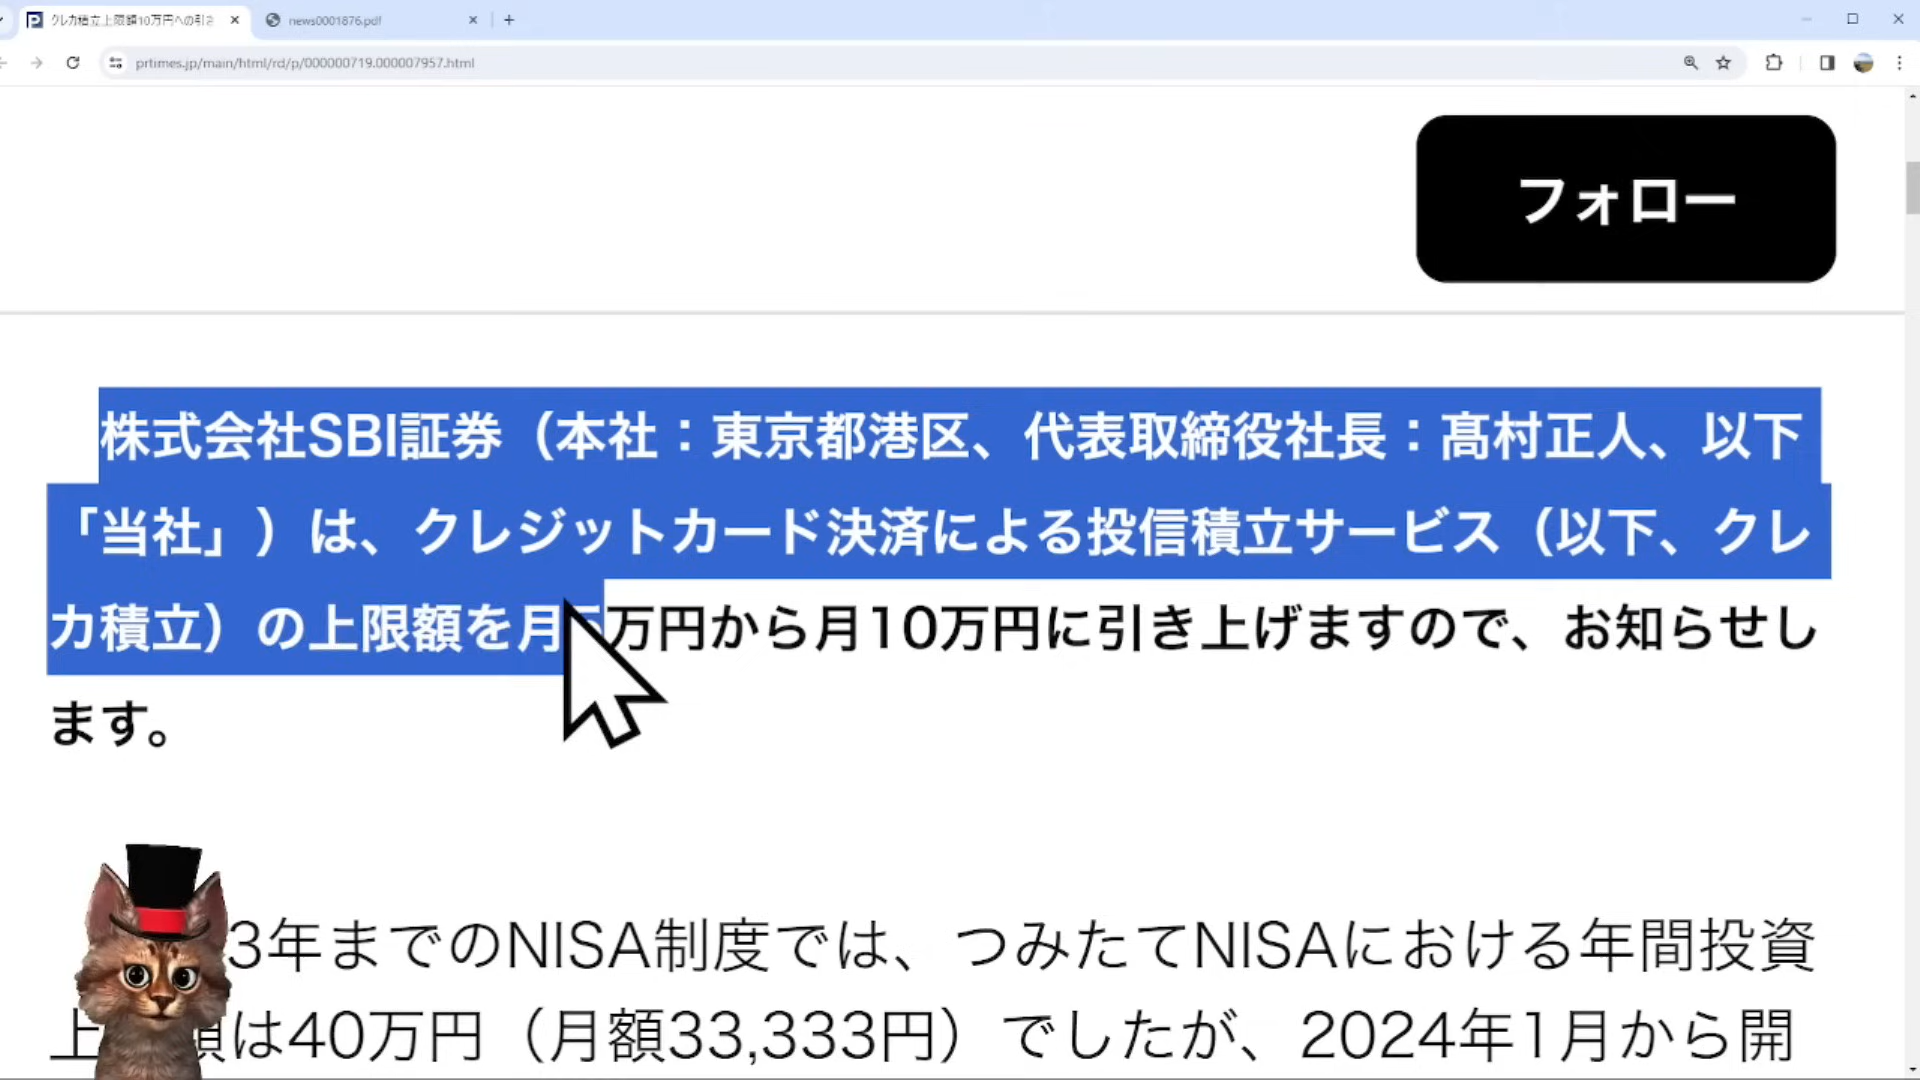 クレカ積立上限額10万円への引き
news0001876.pdf
prtimes.jp/main/html/rd/p/000000719.000007957.html
フォロー
株式会社SBI証券（本社：東京都港区、代表取締役社長：髙村正人、以下
「当社」）は、クレジットカード決済による投信積立サービス（以下、クレ
カ積立）の上限額を月5万円から月10万円に引き上げますので、お知らせし
ます。
3年までのNISA制度では、つみたてNISAにおける年間投資
上 額は40万円（月額33,333円）でしたが、2024年1月から開